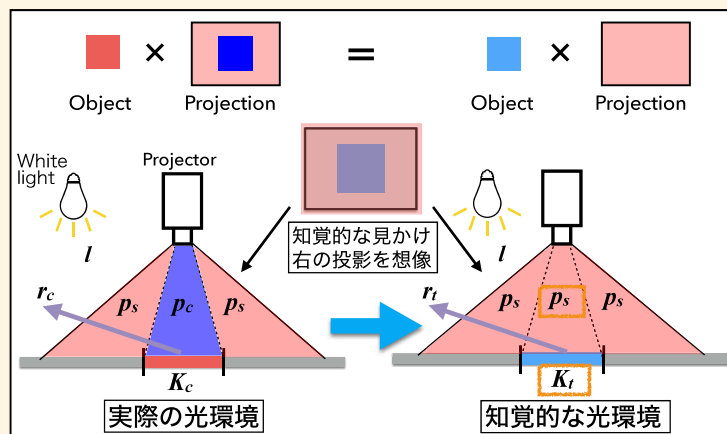 ×
=
×
Object
Projection
Object
Projection
White
light
Projector
l
知覚的な見かけ
右の投影を想像
l
r_c
p_s
p_c
p_s
r_t
p_s
p_s
p_s
K_c
K_t
実際の光環境
知覚的な光環境